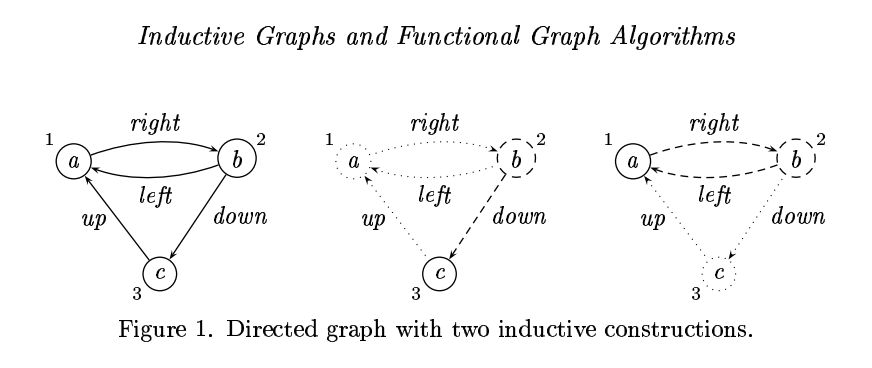 Inductive Graphs and Functional Graph Algorithms
1 right 2 1 right 2 1 right 2
a b a b a b
left left left
up down up down up down
c c c
3 3 3
Figure 1. Directed graph with two inductive constructions.